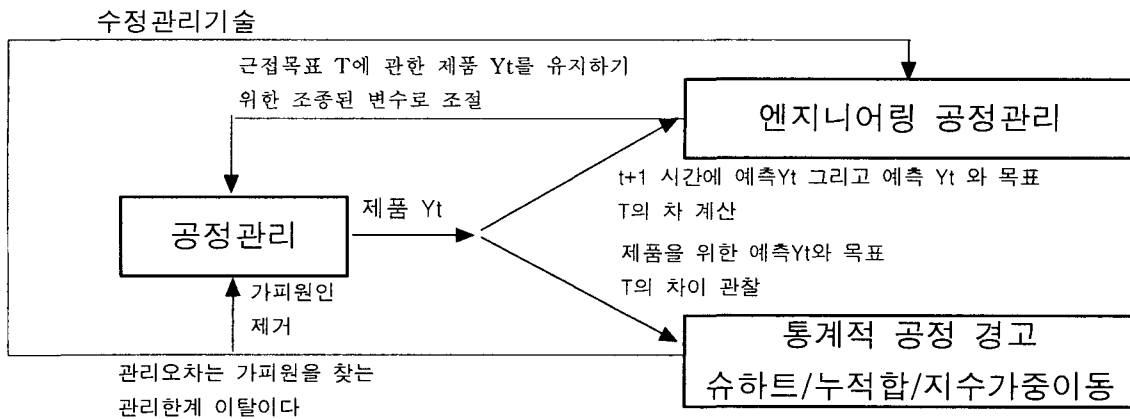 수정관리기술
근접목표 T에 관한 제품 Yt를 유지하기
위한 조종된 변수로 조절
엔지니어링 공정관리
t+1 시간에 예측Yt 그리고 예측 Yt 와 목표
T의 차 계산
제품 Yt
공정관리
제품을 위한 예측Yt와 목표
T의 차이 관찰
가피원인
제거
통계적 공정 경고
슈하트/누적합/지수가중이동
관리오차는 가피원을 찾는
관리한계 이탈이다